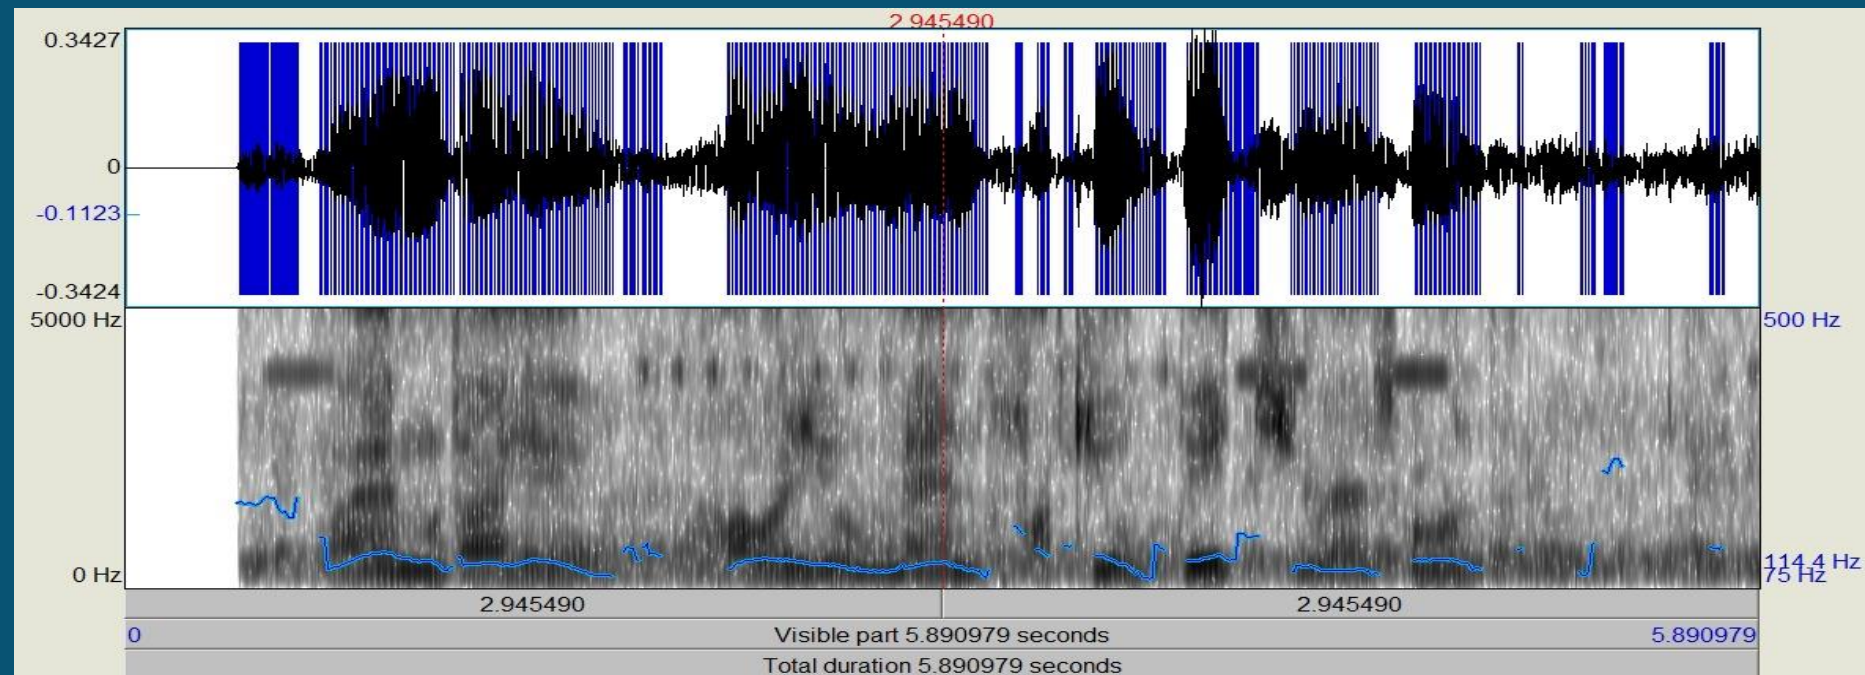 2.945490
0.3427
0
-0.1123
-0.3424
5000 Hz
500 Hz
0 Hz
114.4 Hz
75 Hz
2.945490 2.945490
0 Visible part 5.890979 seconds 5.890979
Total duration 5.890979 seconds